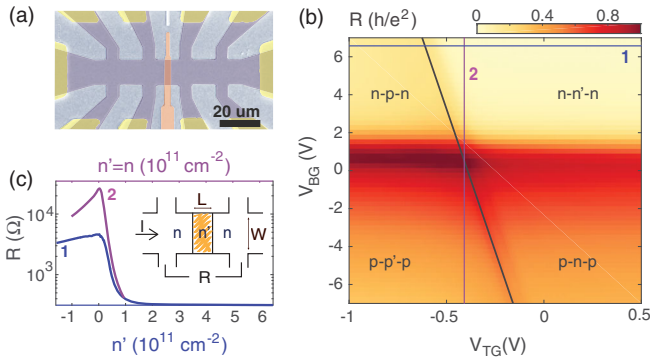 (a)
20 um
(b)
R (h/e²)
0
0.4
0.8
1
2
n-p-n
n-n'-n
p-p'-p
p-n-p
6
4
2
0
-2
-4
-6
V_BG (V)
-1
-0.5
0
0.5
V_TG(V)
(c)
n'=n (10¹¹ cm⁻²)
2
1
10⁴
10³
R (Ω)
L
I
n
n'
n
W
R
-1
0
1
2
3
4
5
6
n' (10¹¹ cm⁻²)